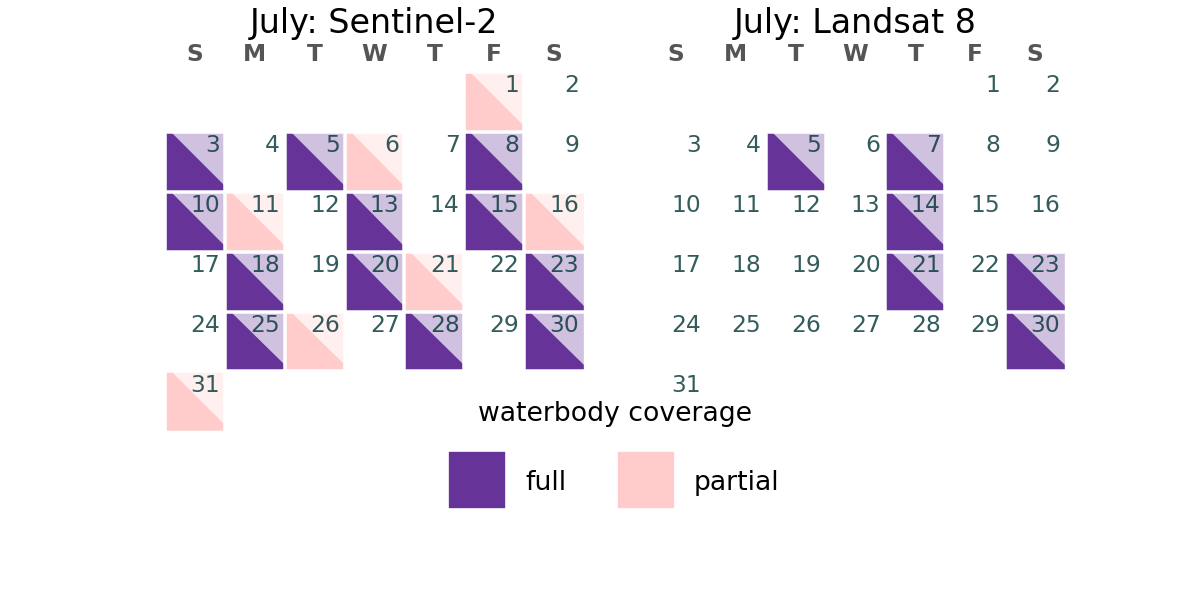 July: Sentinel-2
S M T W T F S
1 2
3 4 5 6 7 8 9
10 11 12 13 14 15 16
17 18 19 20 21 22 23
24 25 26 27 28 29 30
31
July: Landsat 8
S M T W T F S
1 2
3 4 5 6 7 8 9
10 11 12 13 14 15 16
17 18 19 20 21 22 23
24 25 26 27 28 29 30
31
waterbody coverage
full
partial